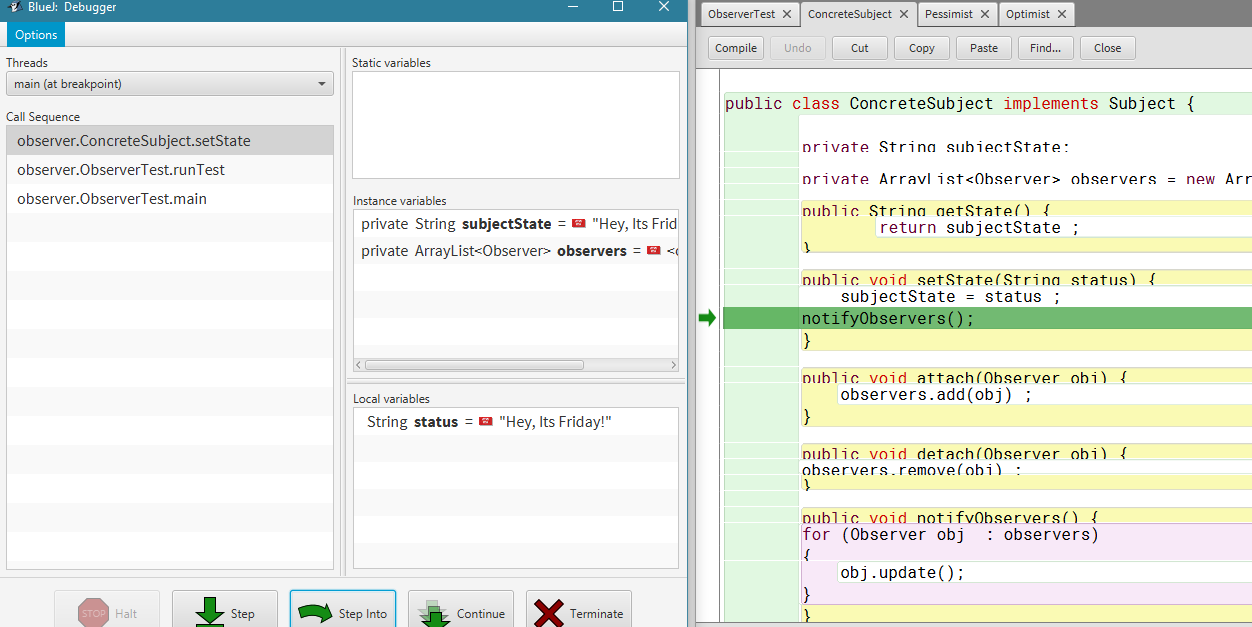 BlueJ: Debugger
Options
Threads
main (at breakpoint)
Call Sequence
observer.ConcreteSubject.setState
observer.ObserverTest.runTest
observer.ObserverTest.main
Static variables
Instance variables
private String subjectState = "Hey, Its Frid
private ArrayList<Observer> observers = <o
Local variables
String status = "Hey, Its Friday!"
STOP Halt
Step
Step Into
Continue
Terminate
ObserverTest ConcreteSubject Pessimist Optimist
Compile Undo Cut Copy Paste Find... Close
public class ConcreteSubject implements Subject {
private String subjectState;
private ArrayList<Observer> observers = new Arr
public String getState() {
return subjectState ;
}
public void setState(String status) {
subjectState = status ;
notifyObservers();
}
public void attach(Observer obj) {
observers.add(obj) ;
}
public void detach(Observer obj) {
observers.remove(obj) ;
}
public void notifyObservers() {
for (Observer obj : observers)
{
obj.update();
}
}